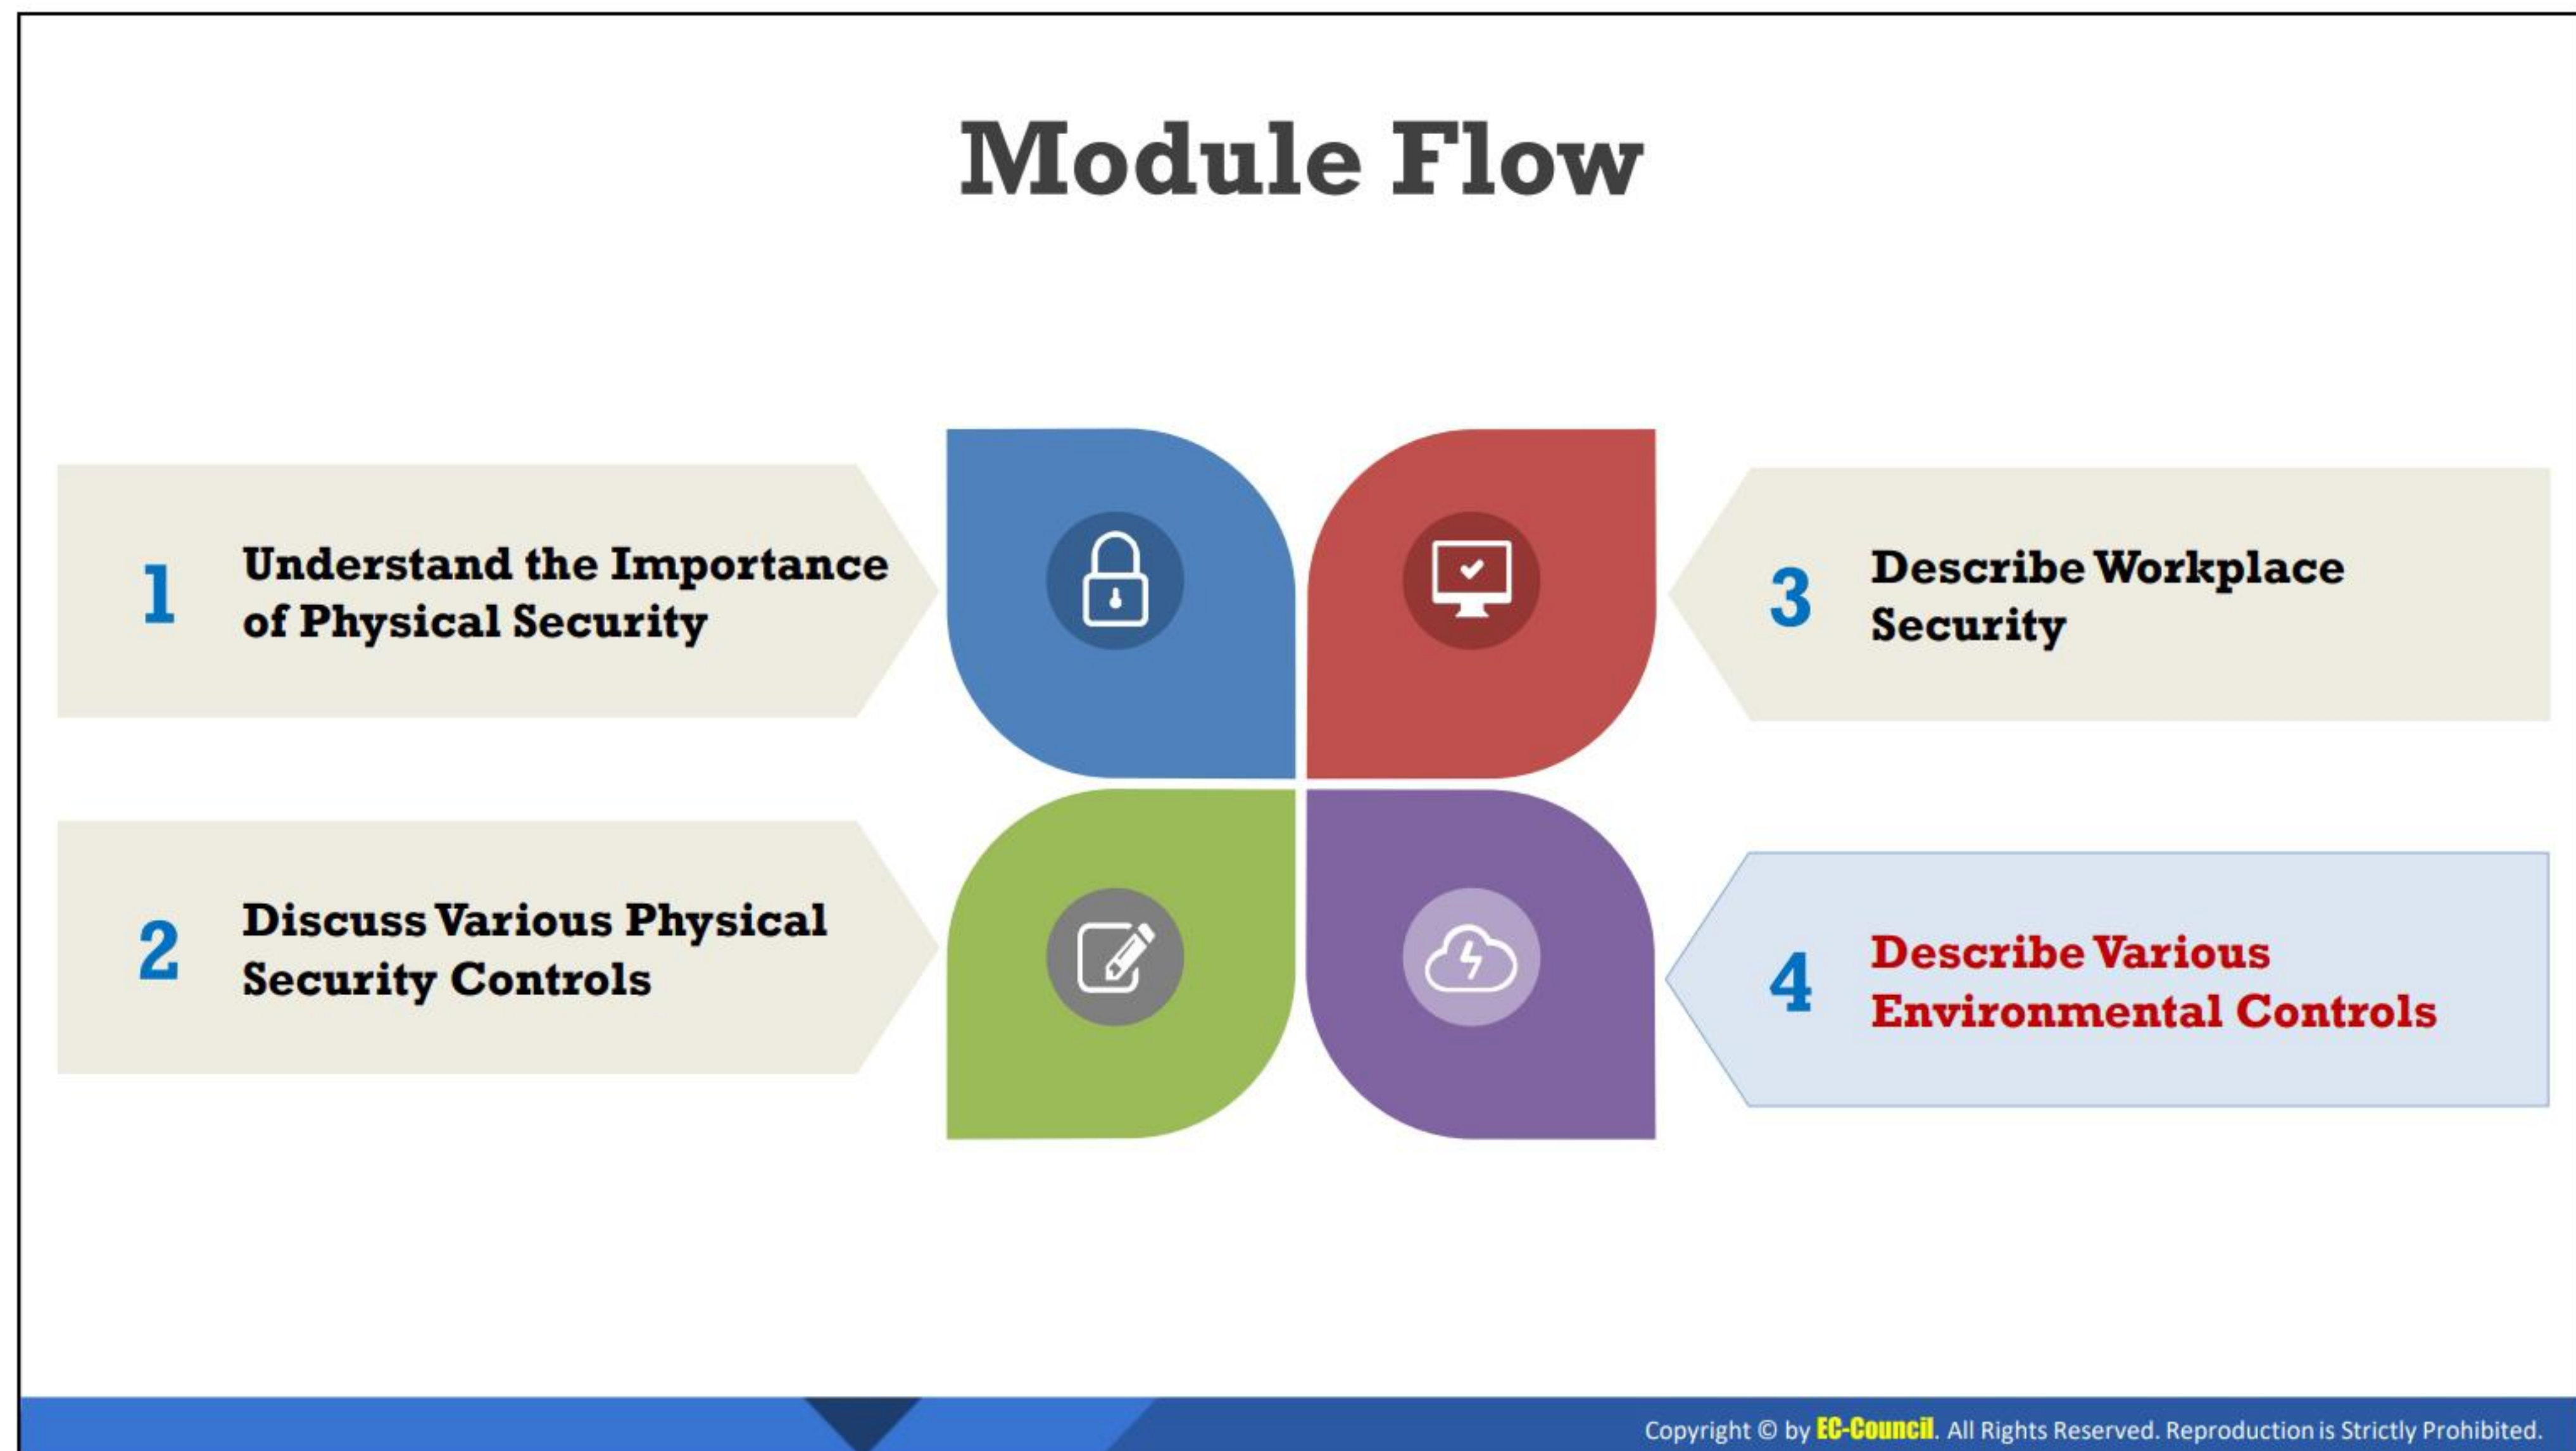 Module Flow
1
Understand the Importance
of Physical Security
2
Discuss Various Physical
Security Controls
3
Describe Workplace
Security
4
Describe Various
Environmental Controls
Copyright © by EC-Council. All Rights Reserved. Reproduction is Strictly Prohibited.